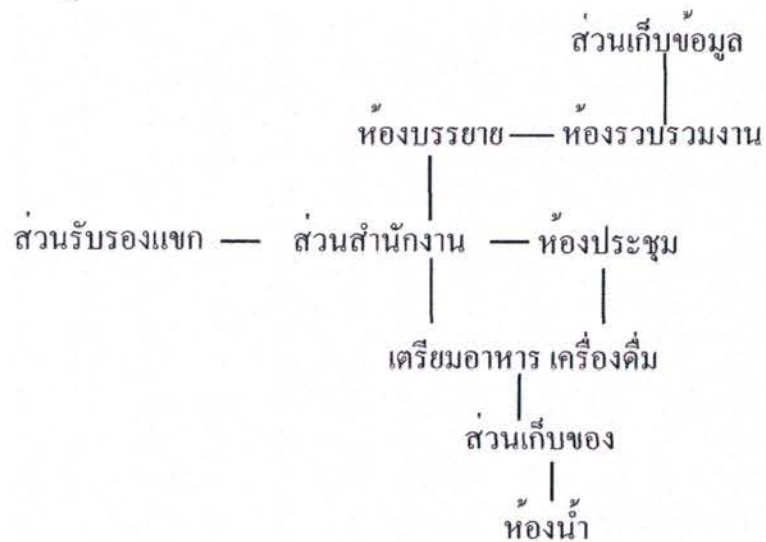 ส่วนเก็บข้อมูล
ห้องบรรยาย ห้องรวบรวมงาน
ส่วนรับรองแขก ส่วนสำนักงาน ห้องประชุม
เตรียมอาหาร เครื่องดื่ม
ส่วนเก็บของ
ห้องน้ำ